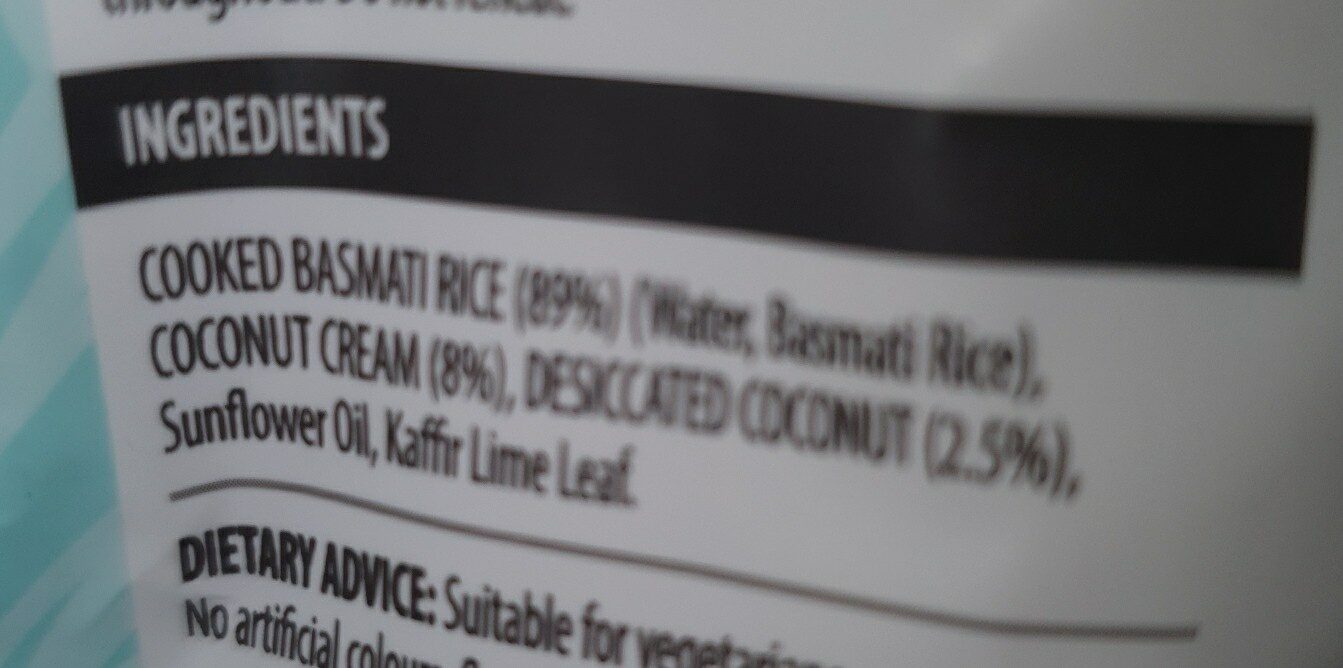 INGREDIENTS
COOKED BASMATI RICE (89%) (Water, Basmati Rice),
COCONUT CREAM (8%), DESICCATED COCONUT (2.5%),
Sunflower Oil, Kaffir Lime Leaf.
DIETARY ADVICE: Suitable for
No artificial